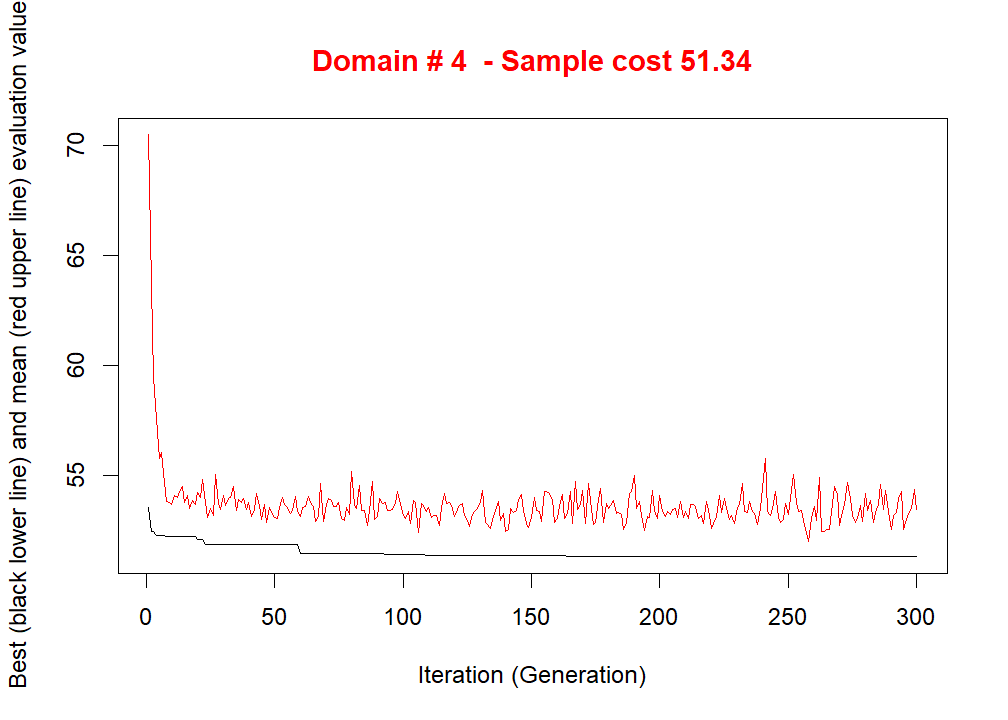 Domain # 4  - Sample cost 51.34
Best (black lower line) and mean (red upper line) evaluation value
70
65
60
55
0 50 100 150 200 250 300
Iteration (Generation)